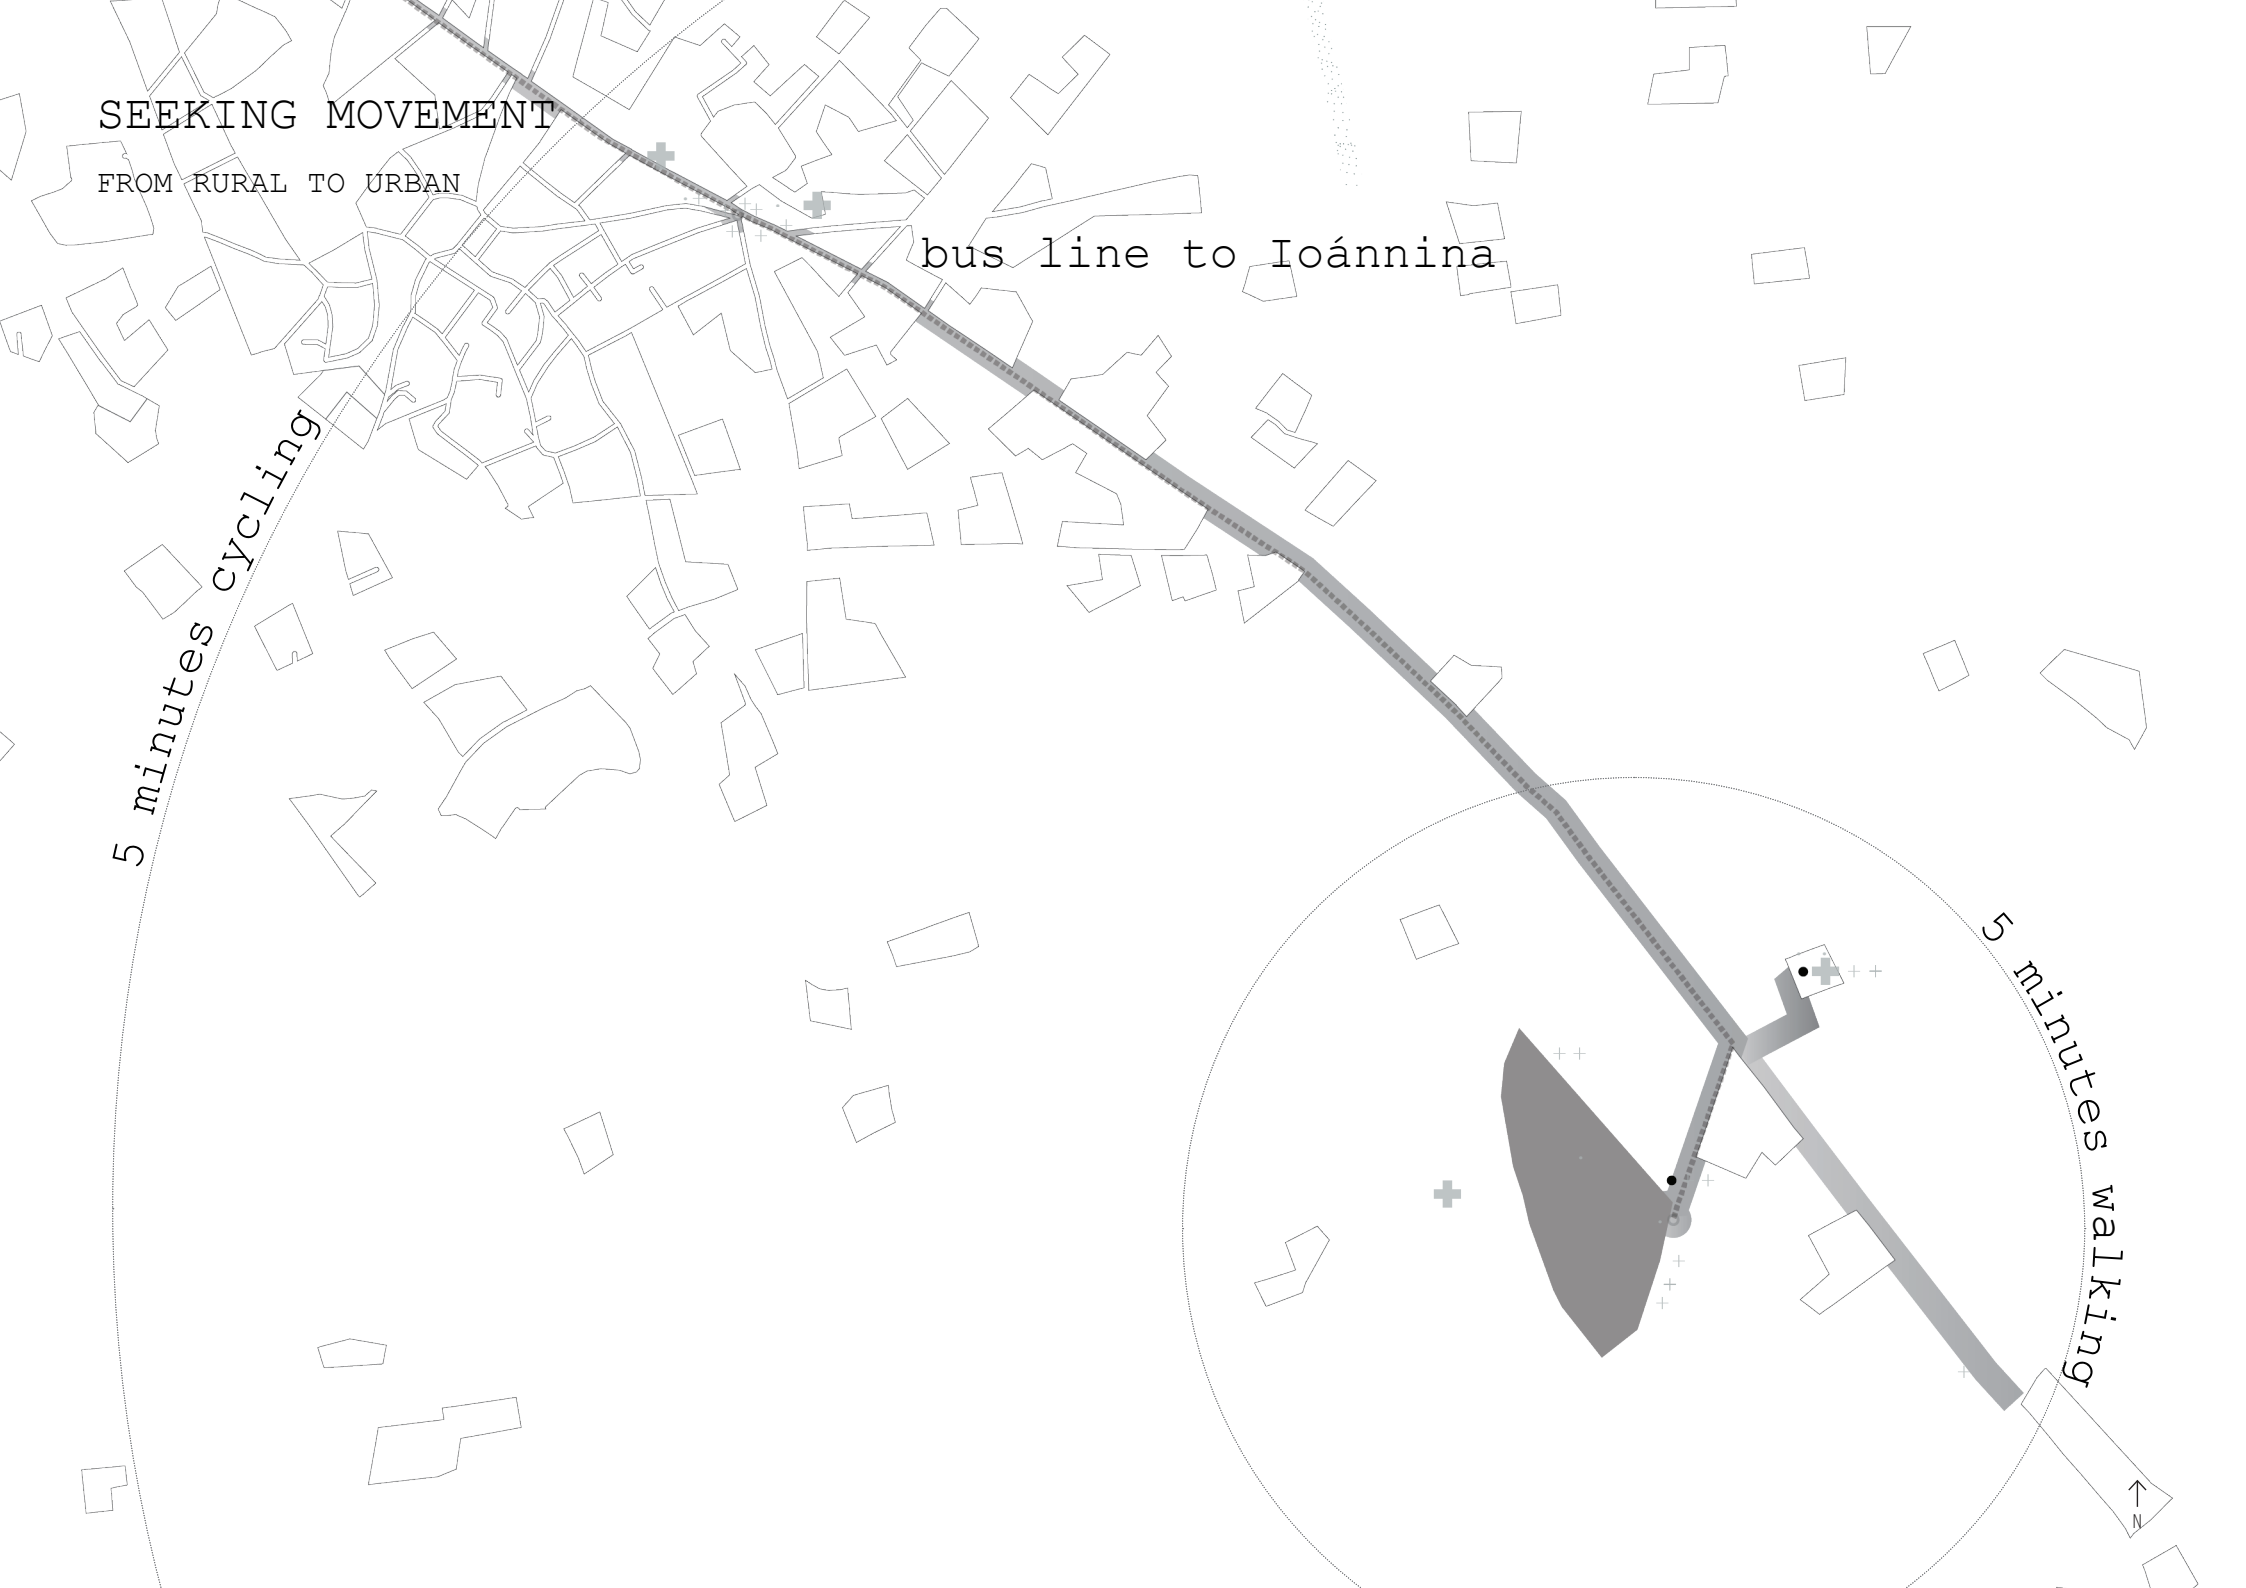 SEEKING MOVEMENT
FROM RURAL TO URBAN
bus line to Ioánnina
5 minutes cycling
5 minutes walking
N